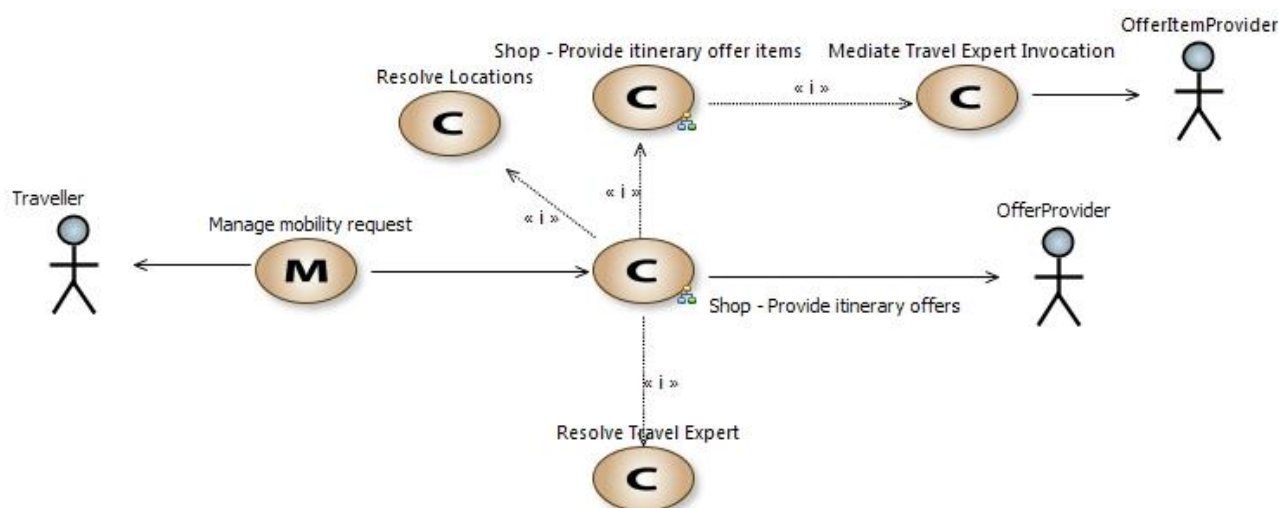 OfferItemProvider
Shop - Provide itinerary offer items
Mediate Travel Expert Invocation
Resolve Locations
C
C
C
« i »
Traveller
« i »
« i »
OfferProvider
Manage mobility request
M
C
Shop - Provide itinerary offers
« i »
Resolve Travel Expert
C